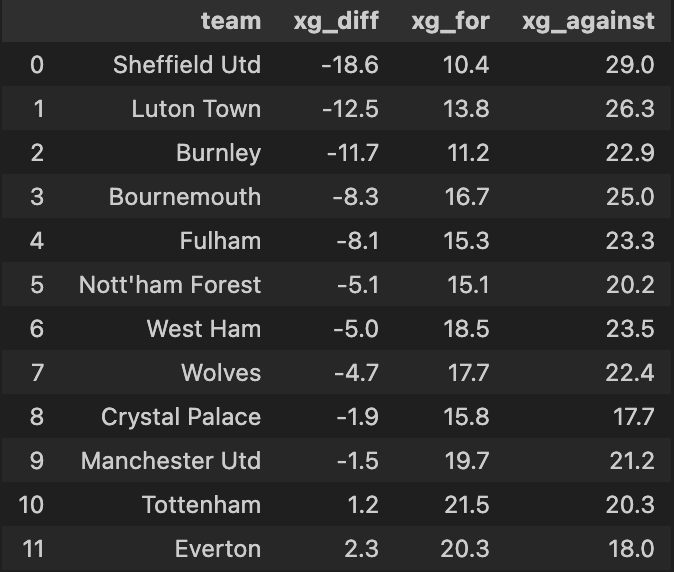 team xg_diff xg_for xg_against
0 Sheffield Utd -18.6 10.4 29.0
1 Luton Town -12.5 13.8 26.3
2 Burnley -11.7 11.2 22.9
3 Bournemouth -8.3 16.7 25.0
4 Fulham -8.1 15.3 23.3
5 Nott'ham Forest -5.1 15.1 20.2
6 West Ham -5.0 18.5 23.5
7 Wolves -4.7 17.7 22.4
8 Crystal Palace -1.9 15.8 17.7
9 Manchester Utd -1.5 19.7 21.2
10 Tottenham 1.2 21.5 20.3
11 Everton 2.3 20.3 18.0